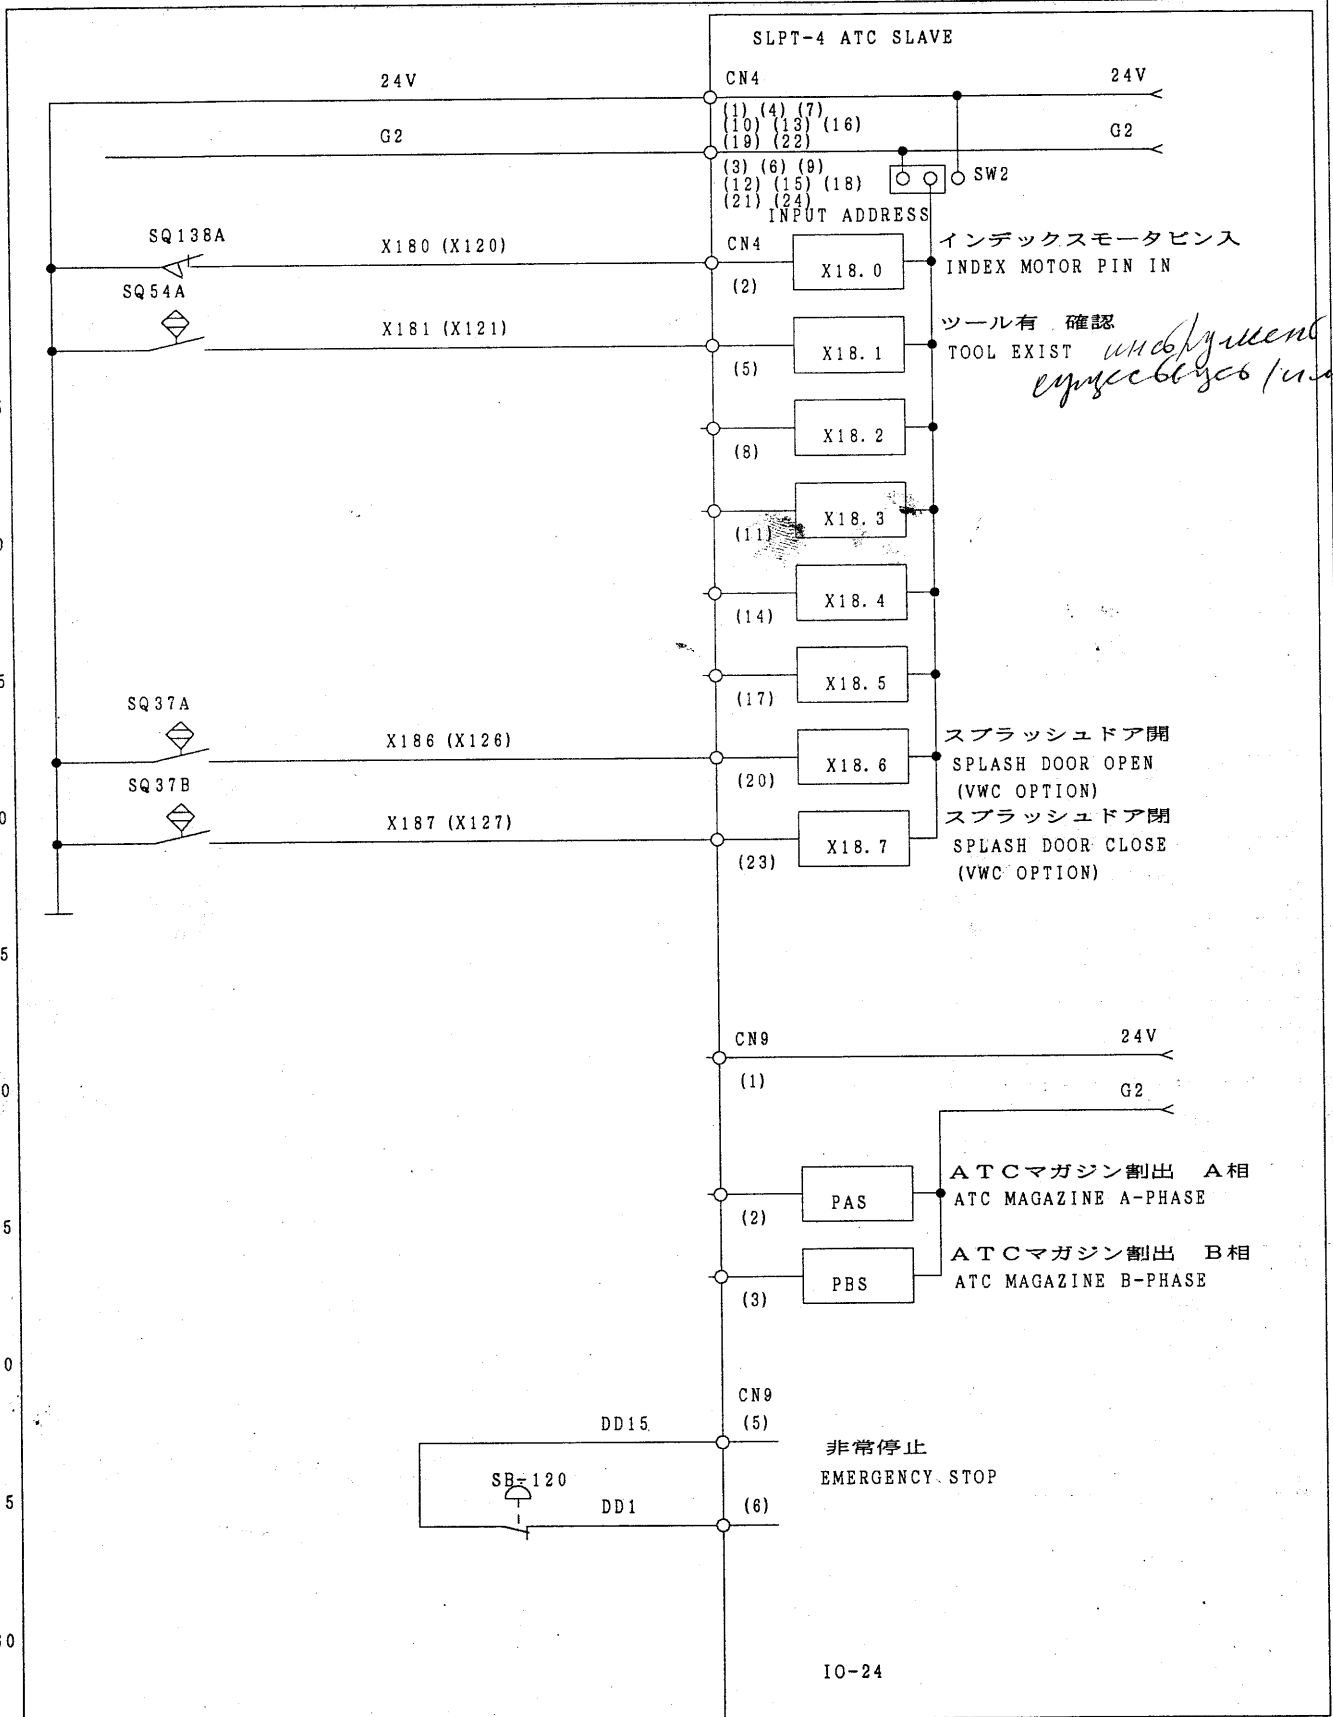 SLPT-4 ATC SLAVE
24V
CN4
24V
(1) (4) (7)
(10) (13) (16)
(19) (22)
G2
G2
(3) (6) (9)
(12) (15) (18)
(21) (24)
SW2
INPUT ADDRESS
SQ138A
X180 (X120)
CN4
(2)
X18.0
インデックスモータピン入
INDEX MOTOR PIN IN
SQ54A
X181 (X121)
(5)
X18.1
ツール有 確認
TOOL EXIST
инструмент
(8)
X18.2
(11)
X18.3
(14)
X18.4
(17)
X18.5
SQ37A
X186 (X126)
(20)
X18.6
スプラッシュドア開
SPLASH DOOR OPEN
(VWC OPTION)
SQ37B
X187 (X127)
(23)
X18.7
スプラッシュドア閉
SPLASH DOOR CLOSE
(VWC OPTION)
CN9
24V
(1)
G2
(2)
PAS
ATCマガジン割出 A相
ATC MAGAZINE A-PHASE
(3)
PBS
ATCマガジン割出 B相
ATC MAGAZINE B-PHASE
CN9
DD15
(5)
非常停止
EMERGENCY STOP
SB-120
DD1
(6)
IO-24